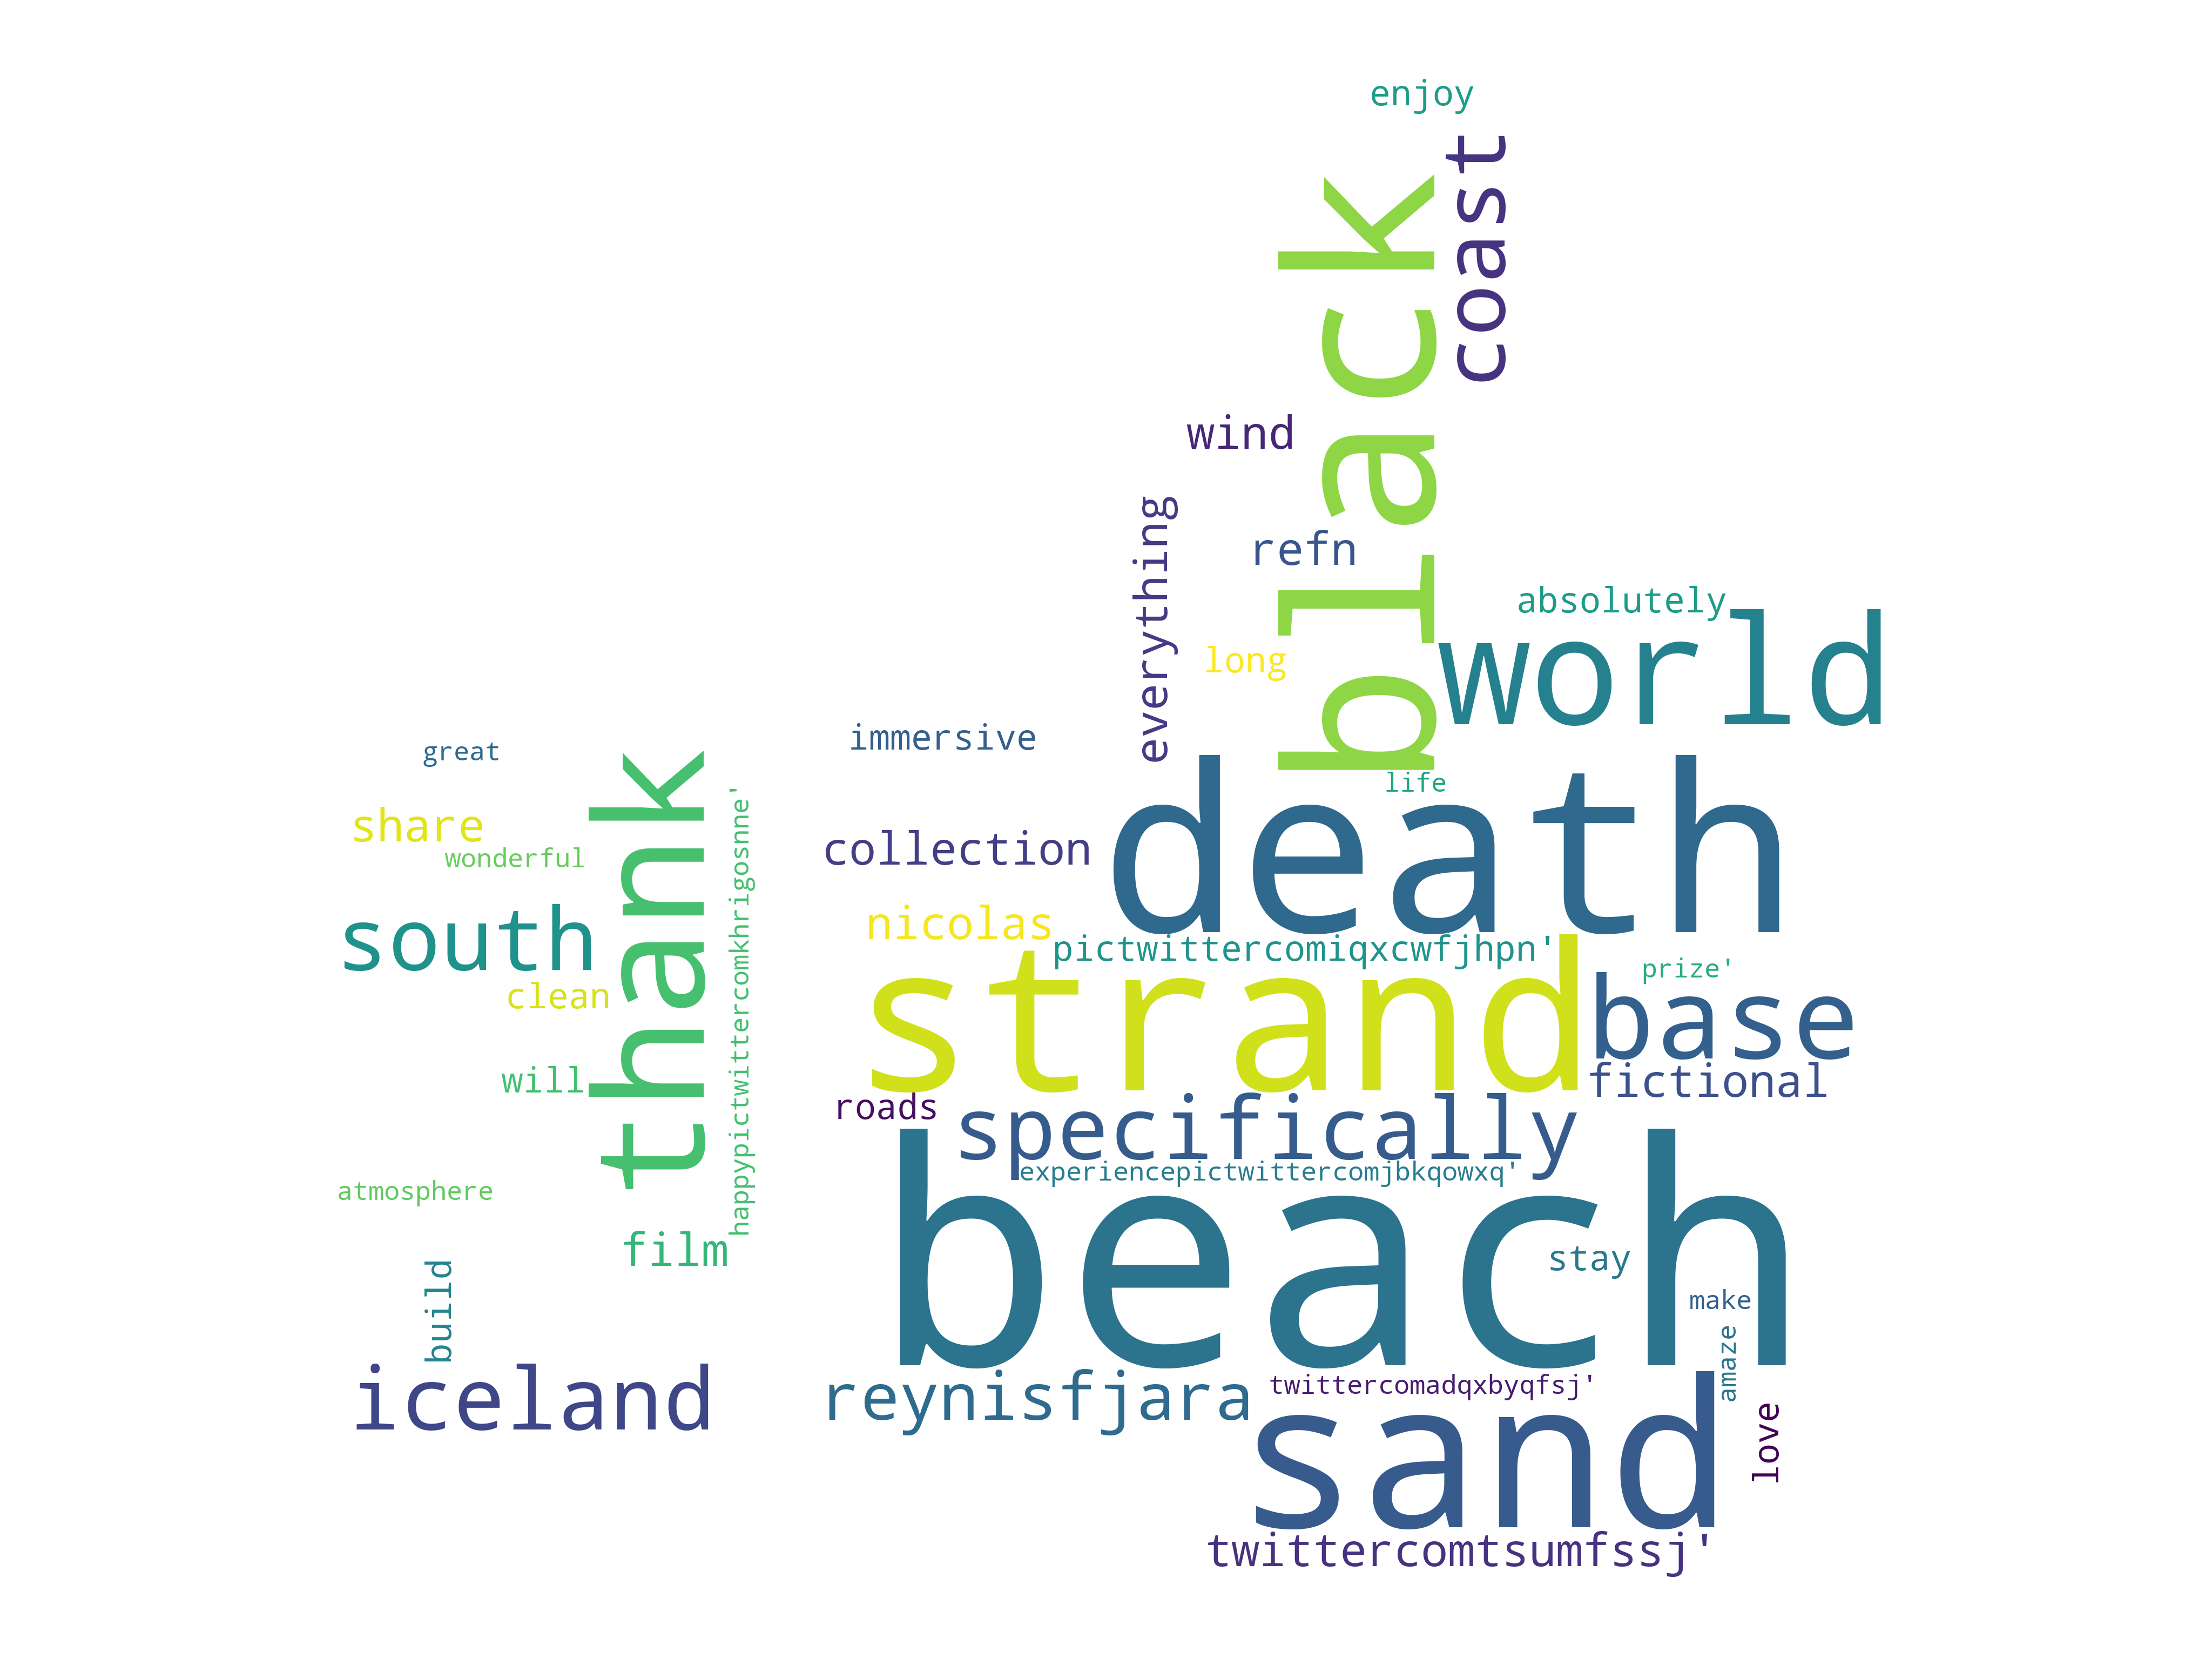 enjoy
coast
black
wind
everything
refn
absolutely
long
world
immersive
great
thank
death
life
happypictwittercomkhrigosnne'
share
collection
wonderful
nicolas
south
pictwittercomiqxcwfjhpn'
strand
prize'
clean
base
will
fictional
roads
specifically
experiencepictwittercomjbkqowxq'
beach
atmosphere
film
stay
build
make
amaze
iceland
reynisfjara
twittercomadqxbyqfsj'
sand
love
twittercomtsumfssj'